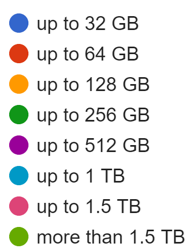 up to 32 GB
up to 64 GB
up to 128 GB
up to 256 GB
up to 512 GB
up to 1 TB
up to 1.5 TB
more than 1.5 TB